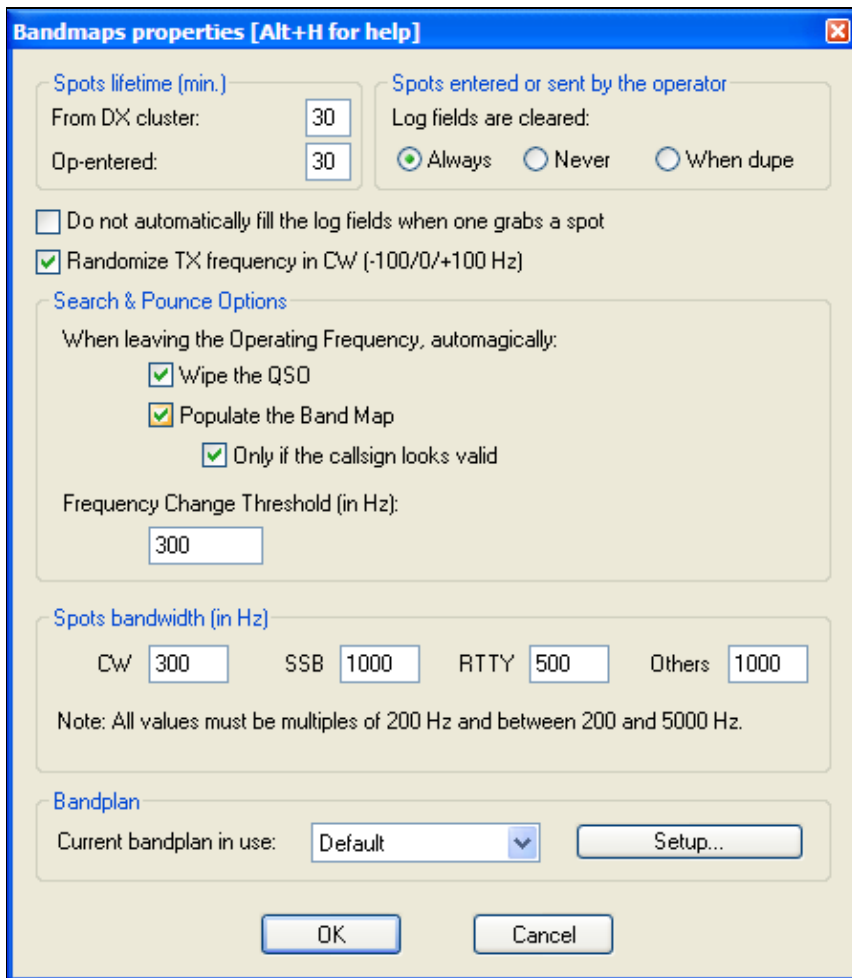 Bandmaps properties [Alt+H for help]
Spots lifetime (min.)
From DX cluster: 30
Op-entered: 30
Spots entered or sent by the operator
Log fields are cleared:
Always Never When dupe
Do not automatically fill the log fields when one grabs a spot
Randomize TX frequency in CW (-100/0/+100 Hz)
Search & Pounce Options
When leaving the Operating Frequency, automagically:
Wipe the QSO
Populate the Band Map
Only if the callsign looks valid
Frequency Change Threshold (in Hz):
300
Spots bandwidth (in Hz)
CW 300 SSB 1000 RTTY 500 Others 1000
Note: All values must be multiples of 200 Hz and between 200 and 5000 Hz.
Bandplan
Current bandplan in use: Default Setup...
OK Cancel